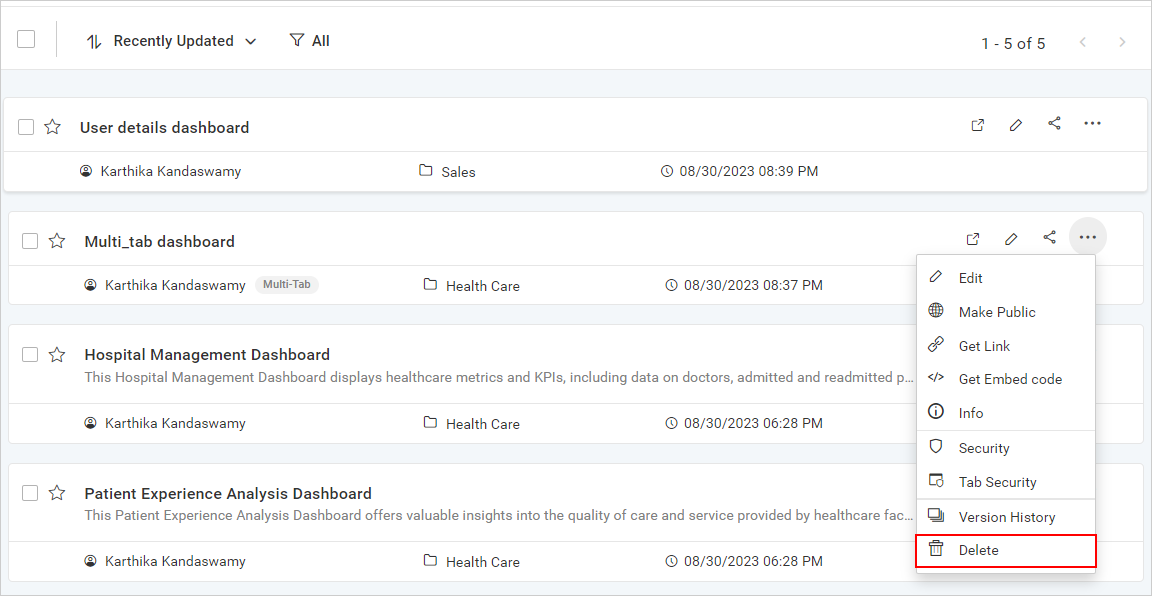 Recently Updated
All
1 - 5 of 5
User details dashboard
Karthika Kandaswamy
Sales
08/30/2023 08:39 PM
Multi_tab dashboard
Karthika Kandaswamy
Multi-Tab
Health Care
08/30/2023 08:37 PM
Edit
Make Public
Get Link
Get Embed code
Info
Security
Tab Security
Version History
Delete
Hospital Management Dashboard
This Hospital Management Dashboard displays healthcare metrics and KPIs, including data on doctors, admitted and readmitted p...
Karthika Kandaswamy
Health Care
08/30/2023 06:28 PM
Patient Experience Analysis Dashboard
This Patient Experience Analysis Dashboard offers valuable insights into the quality of care and service provided by healthcare fac...
Karthika Kandaswamy
Health Care
08/30/2023 06:28 PM